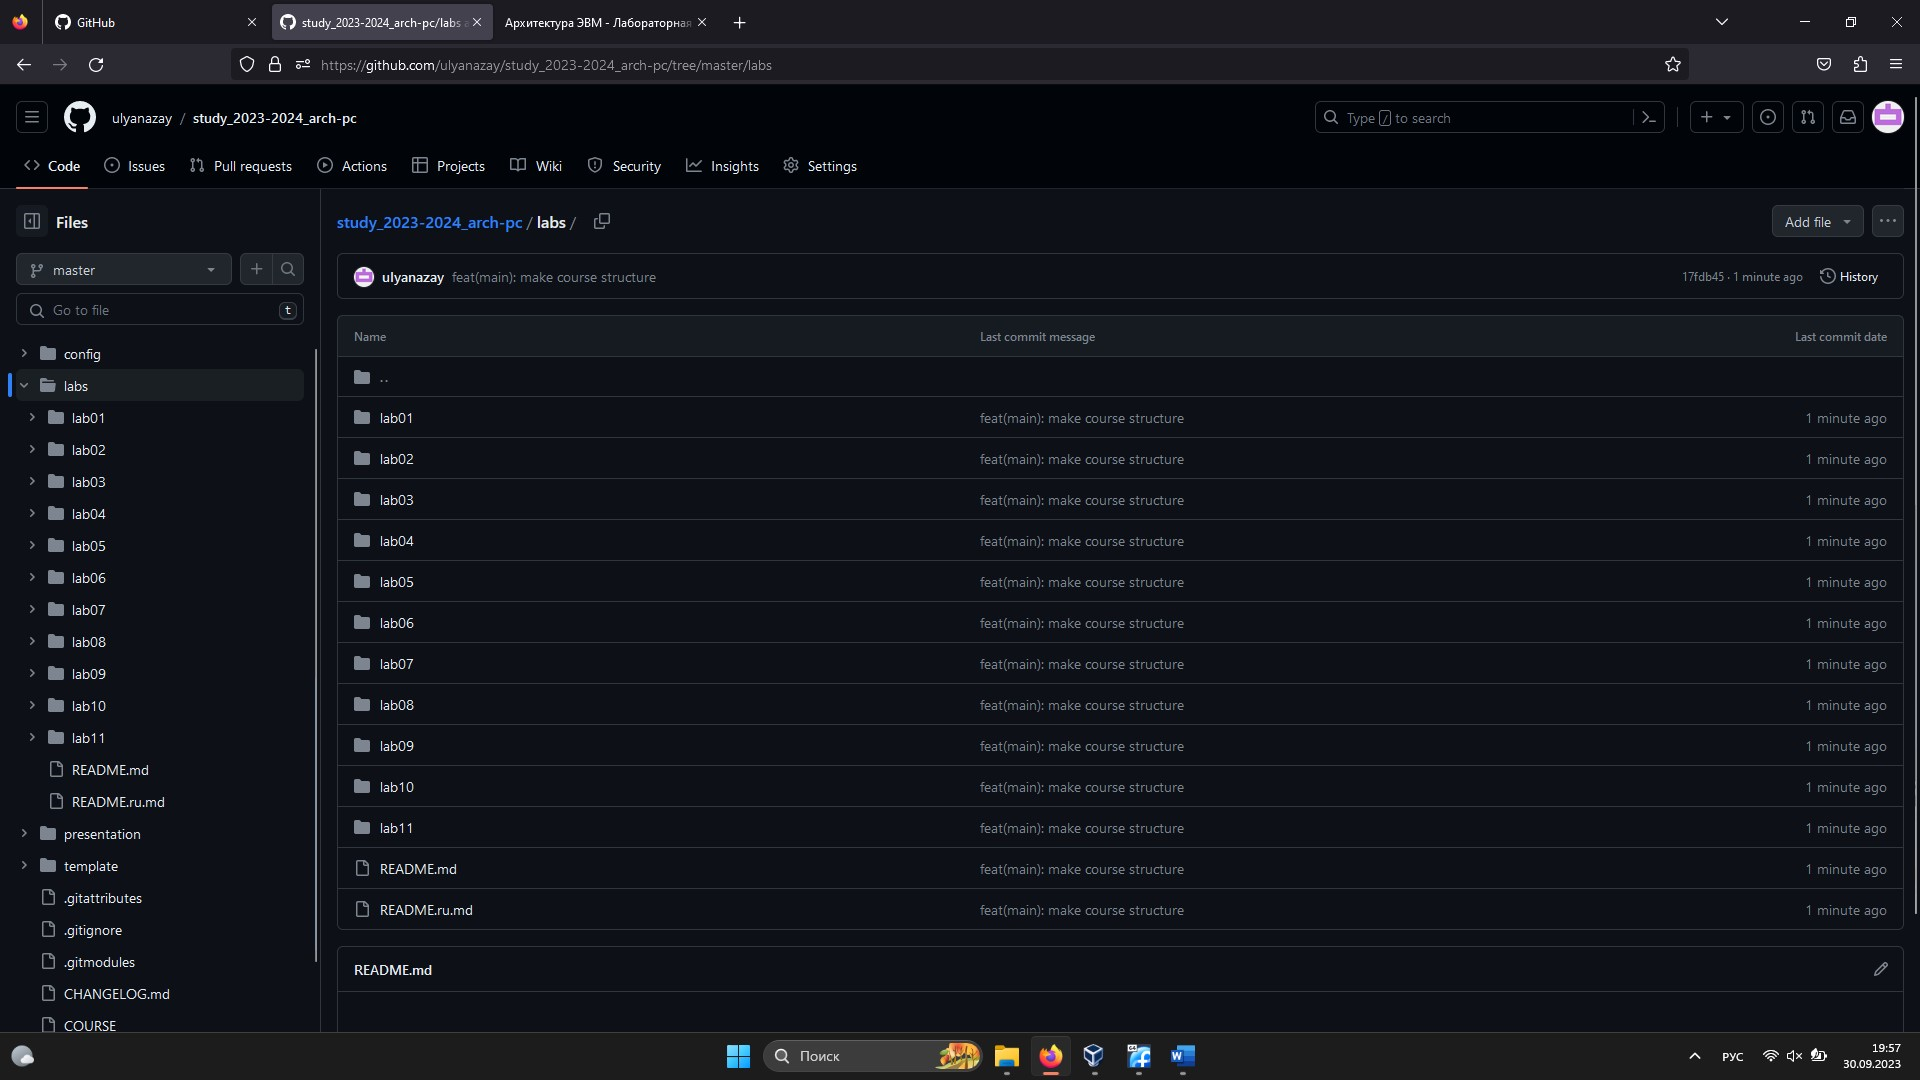 GitHub
study_2023-2024_arch-pc/labs a
Архитектура ЭВМ - Лабораторная
https://github.com/ulyanazay/study_2023-2024_arch-pc/tree/master/labs
ulyanazay / study_2023-2024_arch-pc
Type / to search
Code
Issues
Pull requests
Actions
Projects
Wiki
Security
Insights
Settings
Files
master
Go to file
t
config
labs
lab01
lab02
lab03
lab04
lab05
lab06
lab07
lab08
lab09
lab10
lab11
README.md
README.ru.md
presentation
template
.gitattributes
.gitignore
.gitmodules
CHANGELOG.md
COURSE
study_2023-2024_arch-pc / labs /
Add file
ulyanazay feat(main): make course structure
17fdb45 · 1 minute ago
History
Name Last commit message Last commit date
..
lab01 feat(main): make course structure 1 minute ago
lab02 feat(main): make course structure 1 minute ago
lab03 feat(main): make course structure 1 minute ago
lab04 feat(main): make course structure 1 minute ago
lab05 feat(main): make course structure 1 minute ago
lab06 feat(main): make course structure 1 minute ago
lab07 feat(main): make course structure 1 minute ago
lab08 feat(main): make course structure 1 minute ago
lab09 feat(main): make course structure 1 minute ago
lab10 feat(main): make course structure 1 minute ago
lab11 feat(main): make course structure 1 minute ago
README.md feat(main): make course structure 1 minute ago
README.ru.md feat(main): make course structure 1 minute ago
README.md
Поиск
64
W
РУС
19:57
30.09.2023